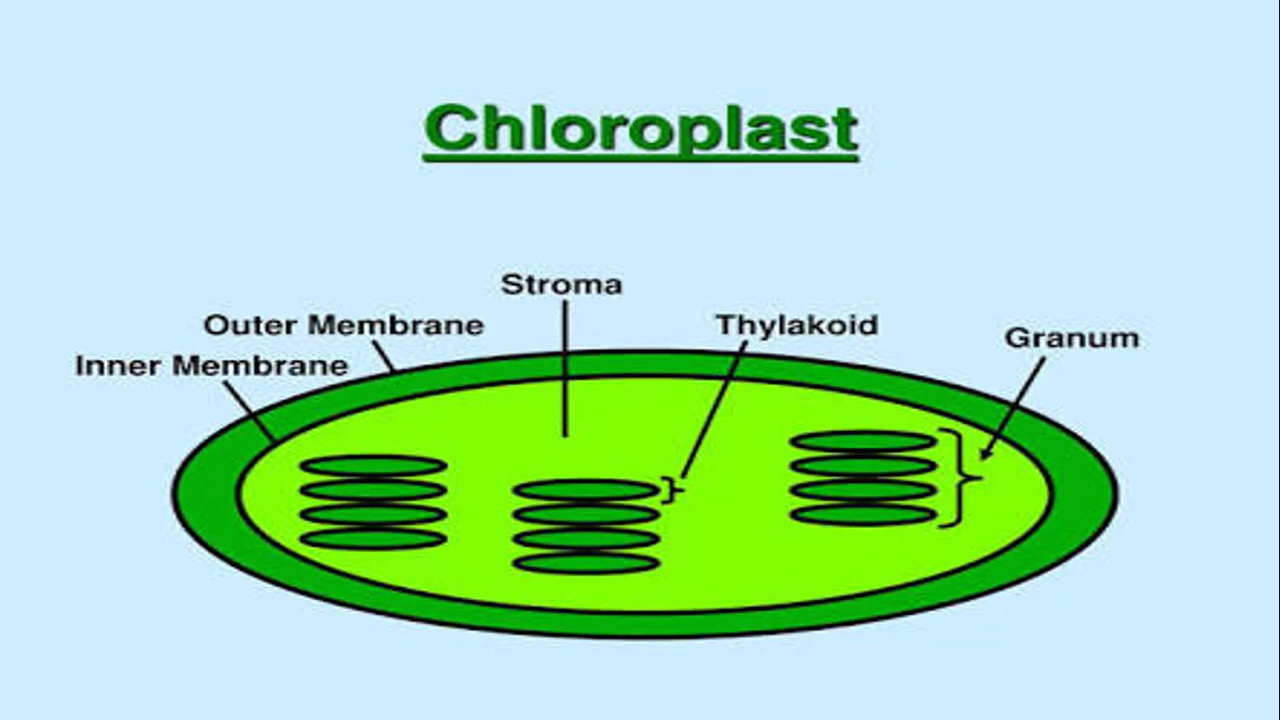 Chloroplast
Stroma
Outer Membrane
Thylakoid
Inner Membrane
Granum